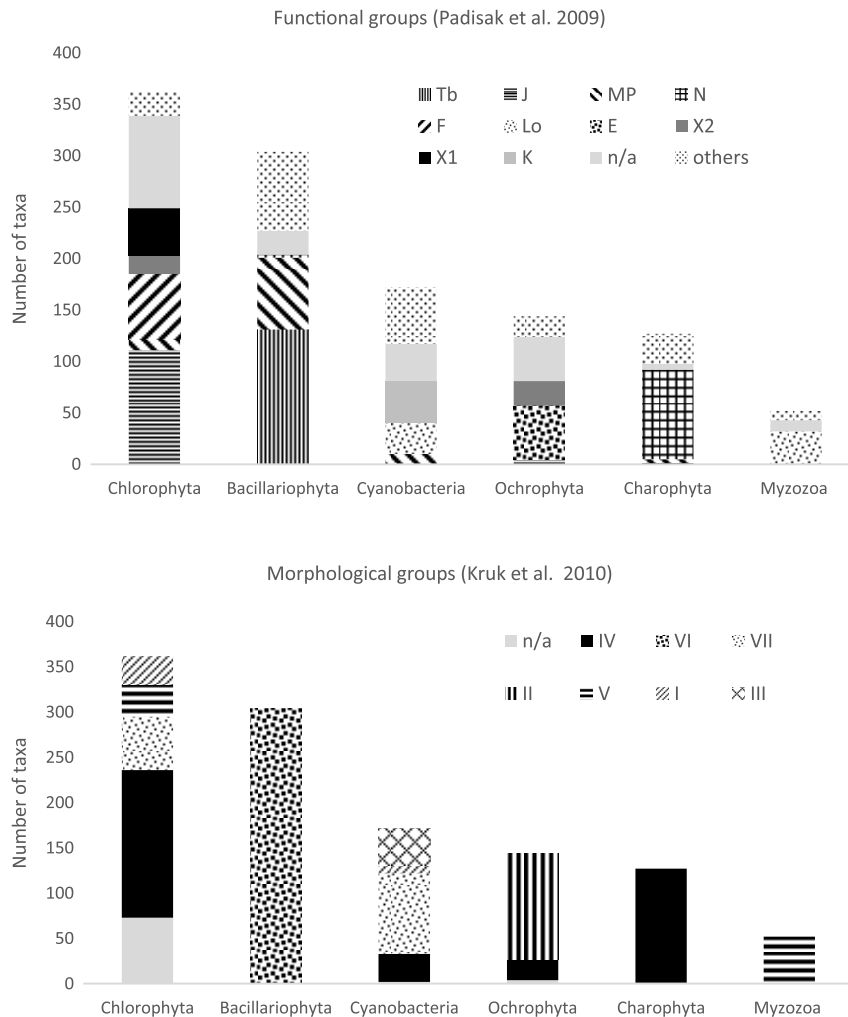 Functional groups (Padisak et al. 2009)
400
350
300
250
200
150
100
50
0
Number of taxa
Tb J MP N
F Lo E X2
X1 K n/a others
Chlorophyta Bacillariophyta Cyanobacteria Ochrophyta Charophyta Myzozoa
Morphological groups (Kruk et al. 2010)
400
350
300
250
200
150
100
50
0
Number of taxa
n/a IV VI VII
II V I III
Chlorophyta Bacillariophyta Cyanobacteria Ochrophyta Charophyta Myzozoa